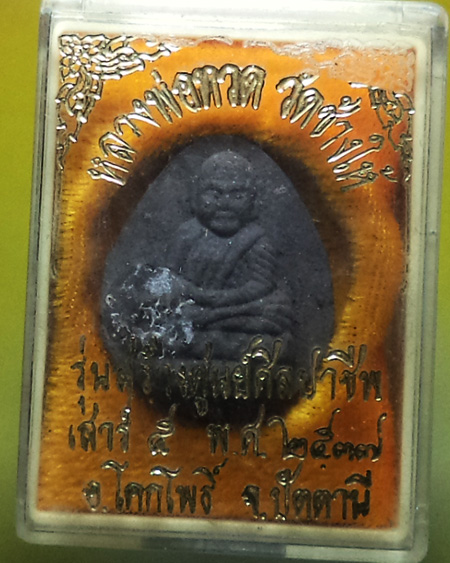 หลวงพ่อทวด วัดช้างให้
รุ่นสร้างศูนย์ศิลปาชีพ
เสาร์ ๕ พ.ศ. ๒๕๓๗
อ.โคกโพธิ์ จ.ปัตตานี